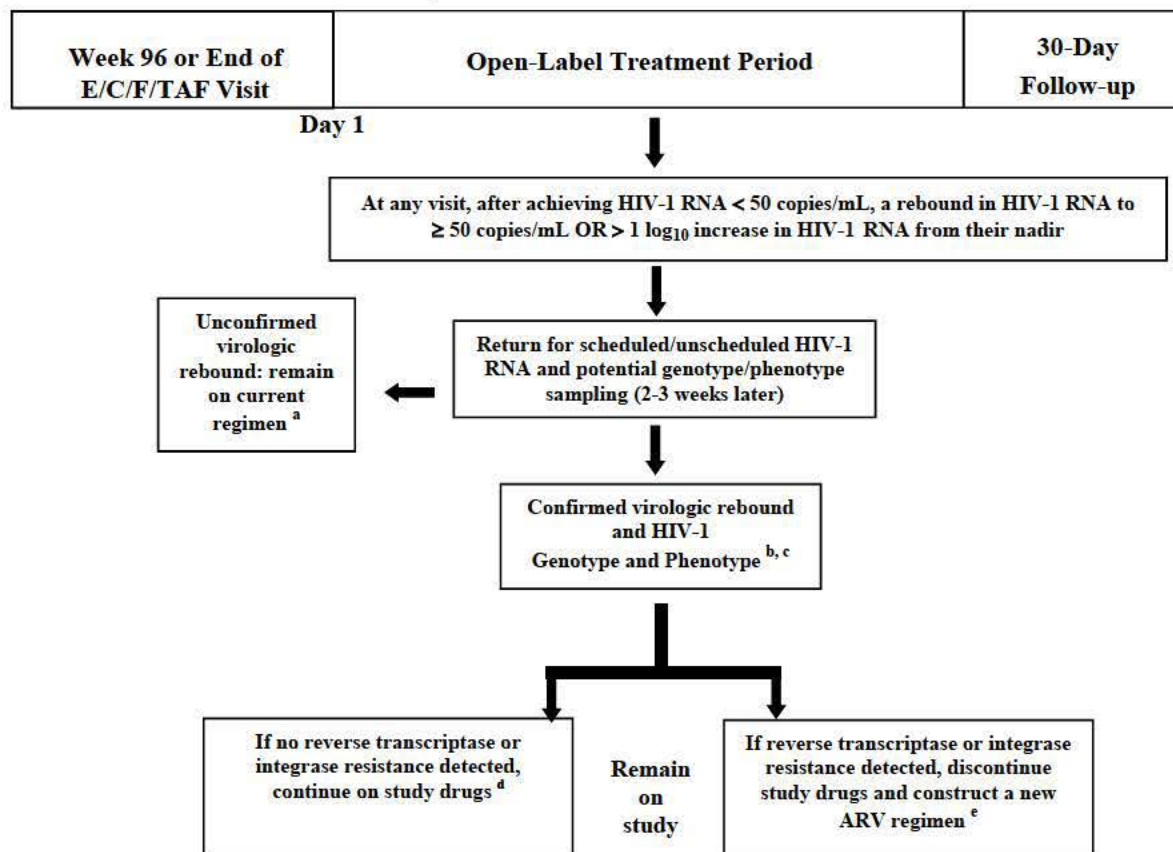 Week 96 or End of
E/C/F/TAF Visit
Open-Label Treatment Period
30-Day
Follow-up
Day 1
At any visit, after achieving HIV-1 RNA < 50 copies/mL, a rebound in HIV-1 RNA to
≥ 50 copies/mL OR > 1 log10 increase in HIV-1 RNA from their nadir
Unconfirmed
virologic
rebound: remain
on current
regimen a
Return for scheduled/unscheduled HIV-1
RNA and potential genotype/phenotype
sampling (2-3 weeks later)
Confirmed virologic rebound
and HIV-1
Genotype and Phenotype b, c
If no reverse transcriptase or
integrase resistance detected,
continue on study drugs d
Remain
on
study
If reverse transcriptase or integrase
resistance detected, discontinue
study drugs and construct a new
ARV regimen e